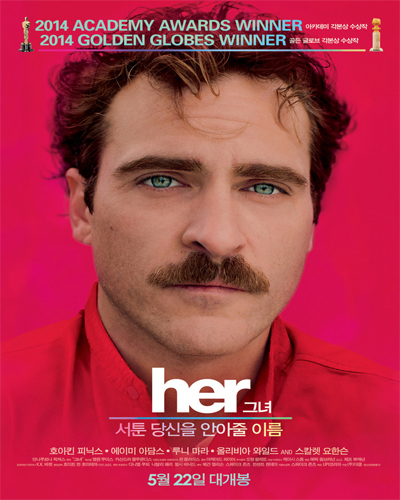 2014 ACADEMY AWARDS WINNER 아카데미 각본상 수상작
2014 GOLDEN GLOBES WINNER 골든 글로브 각본상 수상작
her 그녀
서툰 당신을 안아줄 이름
호아킨 피닉스 • 에이미 아담스 • 루니 마라 • 올리비아 와일드 AND 스칼렛 요한슨
5월 22일 대개봉